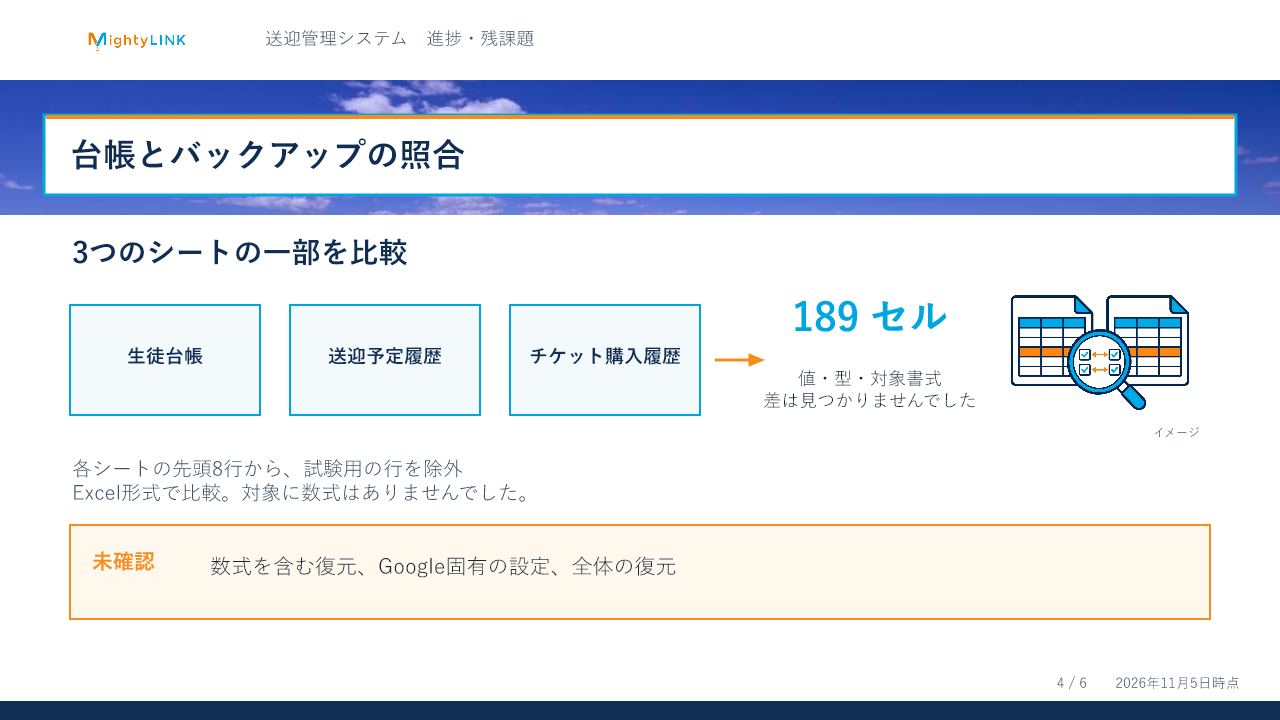 MightyLINK
送迎管理システム　進捗・残課題
台帳とバックアップの照合
3つのシートの一部を比較
生徒台帳
送迎予定履歴
チケット購入履歴
189 セル
値・型・対象書式
差は見つかりませんでした
イメージ
各シートの先頭8行から、試験用の行を除外
Excel形式で比較。対象に数式はありませんでした。
未確認
数式を含む復元、Google固有の設定、全体の復元
4 / 6
2026年11月5日時点